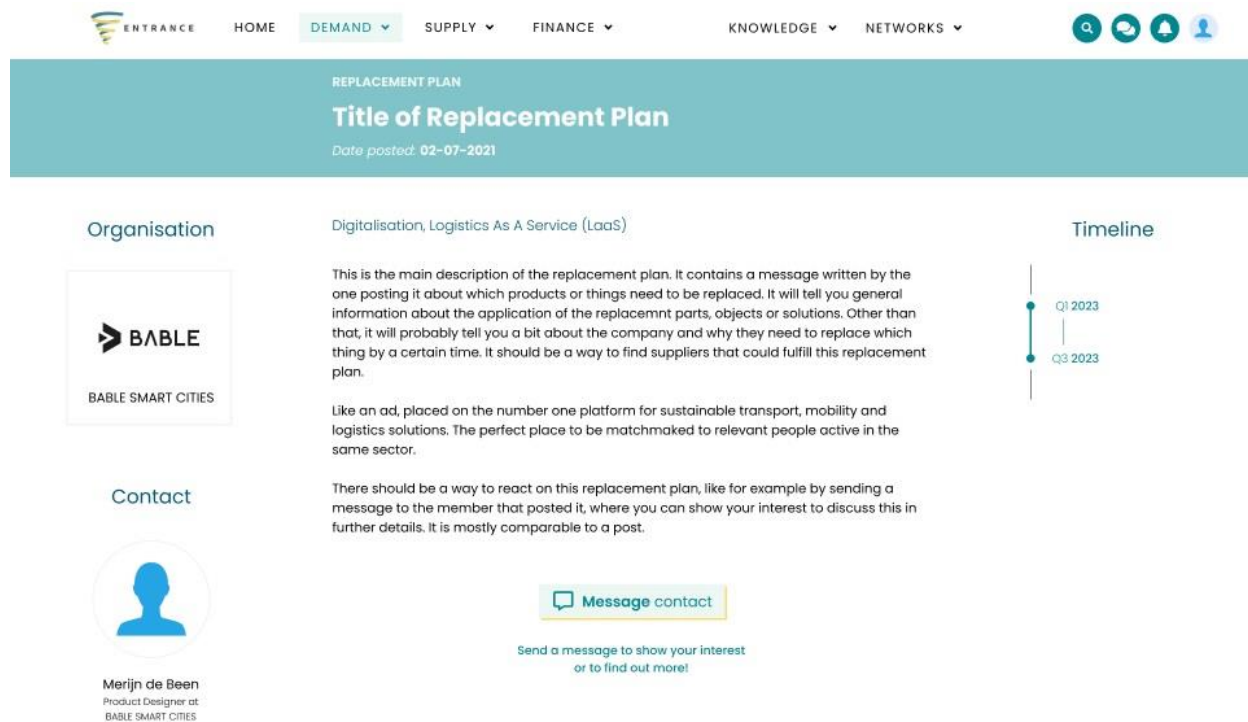 ENTRANCE
HOME
DEMAND
SUPPLY
FINANCE
KNOWLEDGE
NETWORKS
REPLACEMENT PLAN
Title of Replacement Plan
Date posted: 02-07-2021
Organisation
BABLE
BABLE SMART CITIES
Contact
Merijn de Been
Product Designer at
BABLE SMART CITIES
Digitalisation, Logistics As A Service (LaaS)
This is the main description of the replacement plan. It contains a message written by the
one posting it about which products or things need to be replaced. It will tell you general
information about the application of the replacemnt parts, objects or solutions. Other than
that, it will probably tell you a bit about the company and why they need to replace which
thing by a certain time. It should be a way to find suppliers that could fulfill this replacement
plan.
Like an ad, placed on the number one platform for sustainable transport, mobility and
logistics solutions. The perfect place to be matchmaked to relevant people active in the
same sector.
There should be a way to react on this replacement plan, like for example by sending a
message to the member that posted it, where you can show your interest to discuss this in
further details. It is mostly comparable to a post.
Message contact
Send a message to show your interest
or to find out more!
Timeline
Q1 2023
Q3 2023